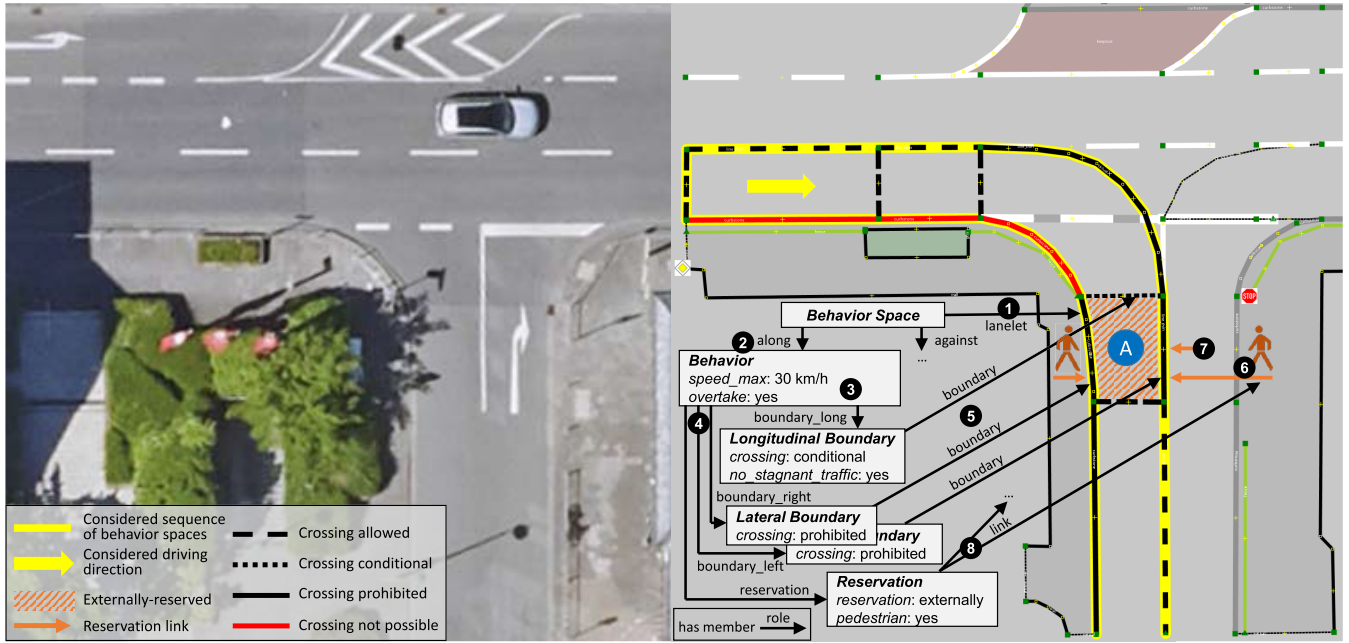 Behavior Space
1
lanelet
2
along
against
...
Behavior
speed_max: 30 km/h
overtake: yes
3
boundary_long
4
Longitudinal Boundary
crossing: conditional
no_stagnant_traffic: yes
boundary
5
boundary
boundary
boundary_right
Lateral Boundary
crossing: prohibited
ndary
crossing: prohibited
boundary_left
...
link
8
reservation
Reservation
reservation: externally
pedestrian: yes
has member
role
A
7
6
STOP
Considered sequence
of behavior spaces
Considered driving
direction
Externally-reserved
Reservation link
Crossing allowed
Crossing conditional
Crossing prohibited
Crossing not possible